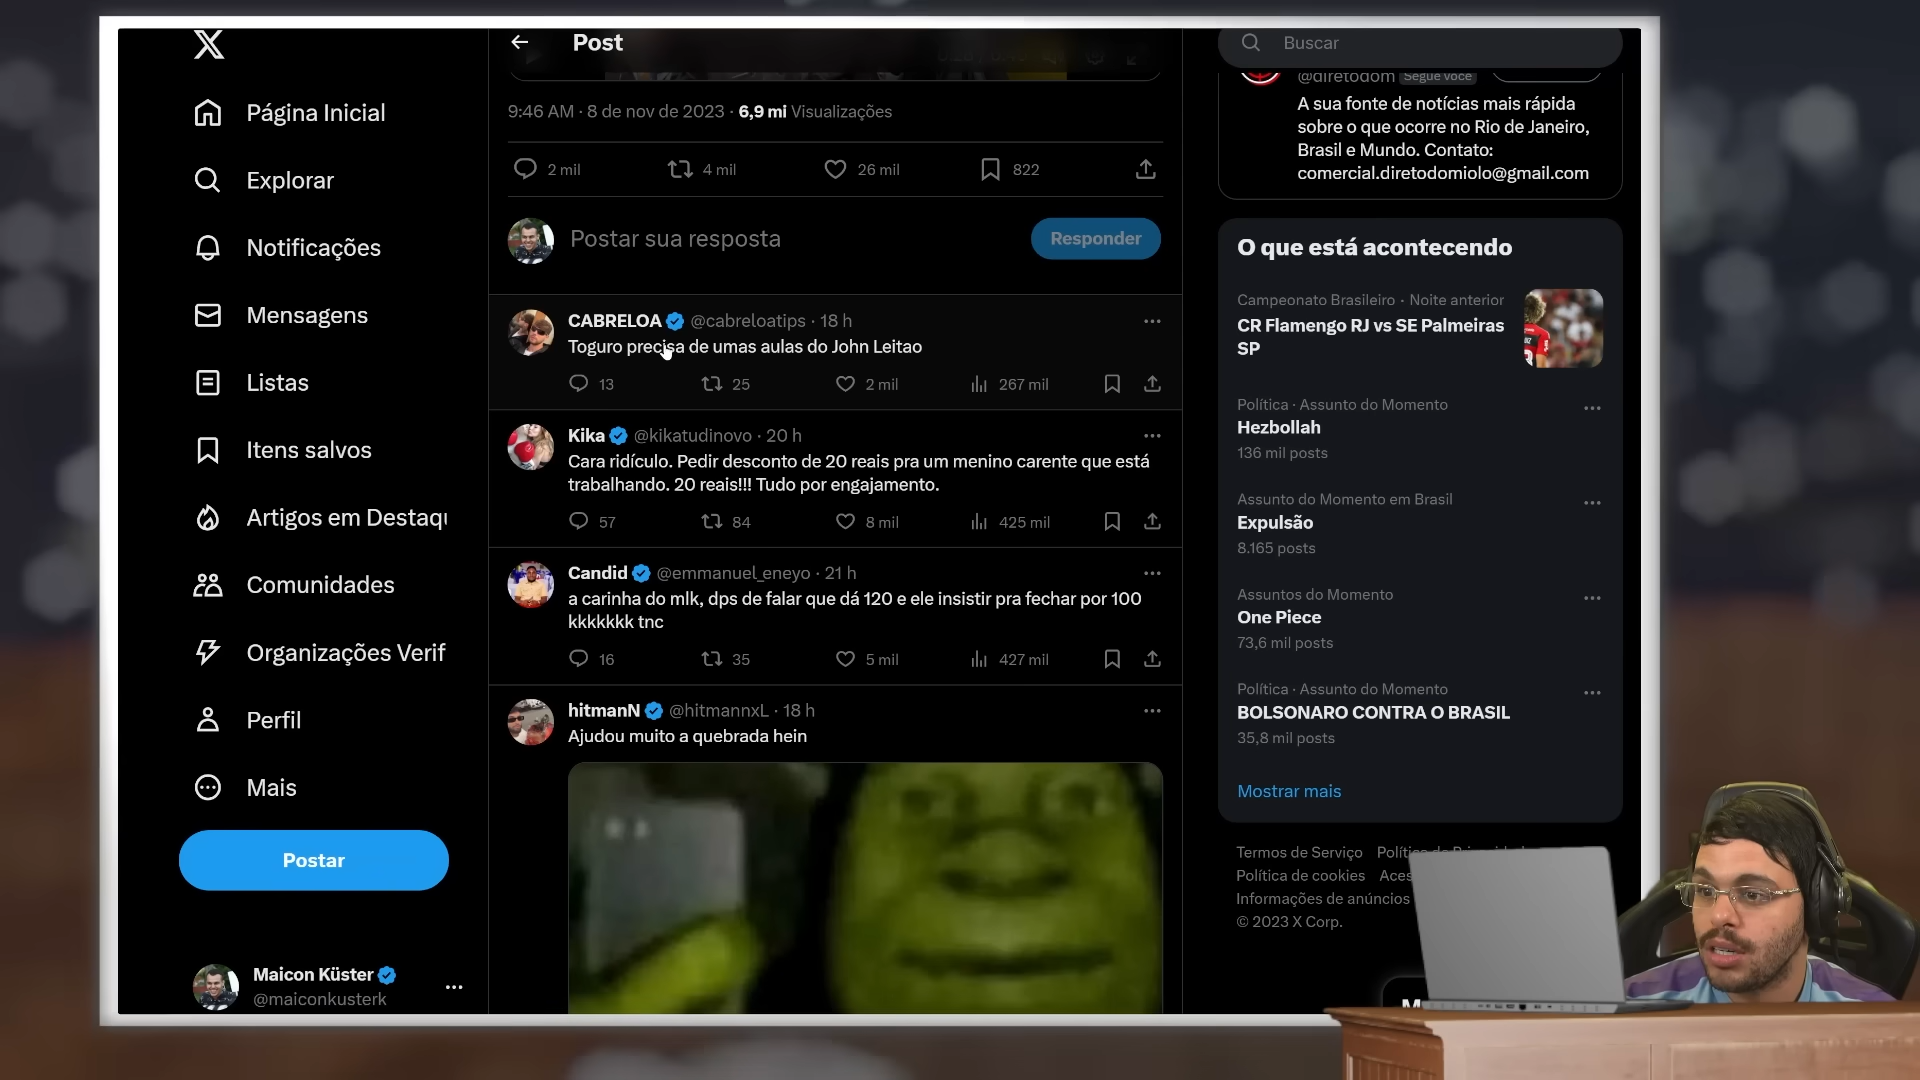 Página Inicial
Explorar
Notificações
Mensagens
Listas
Itens salvos
Artigos em Destaqu
Comunidades
Organizações Verif
Perfil
Mais
Postar
Maicon Küster
@maiconkusterk
Post
9:46 AM · 8 de nov de 2023 · 6,9 mi Visualizações
2 mil 4 mil 26 mil 822
Postar sua resposta
Responder
CABRELOA @cabreloatips · 18 h
Toguro precisa de umas aulas do John Leitao
13 25 2 mil 267 mil
Kika @kikatudinovo · 20 h
Cara ridículo. Pedir desconto de 20 reais pra um menino carente que está
trabalhando. 20 reais!!! Tudo por engajamento.
57 84 8 mil 425 mil
Candid @emmanuel_eneyo · 21 h
a carinha do mlk, dps de falar que dá 120 e ele insistir pra fechar por 100
kkkkkkk tnc
16 35 5 mil 427 mil
hitmanN @hitmannxL · 18 h
Ajudou muito a quebrada hein
Buscar
@diretodom Segue você
A sua fonte de notícias mais rápida
sobre o que ocorre no Rio de Janeiro,
Brasil e Mundo. Contato:
comercial.diretodomiolo@gmail.com
O que está acontecendo
Campeonato Brasileiro · Noite anterior
CR Flamengo RJ vs SE Palmeiras
SP
Política · Assunto do Momento
Hezbollah
136 mil posts
Assunto do Momento em Brasil
Expulsão
8.165 posts
Assuntos do Momento
One Piece
73,6 mil posts
Política · Assunto do Momento
BOLSONARO CONTRA O BRASIL
35,8 mil posts
Mostrar mais
Termos de Serviço
Política de cookies
Informações de anúncios
© 2023 X Corp.